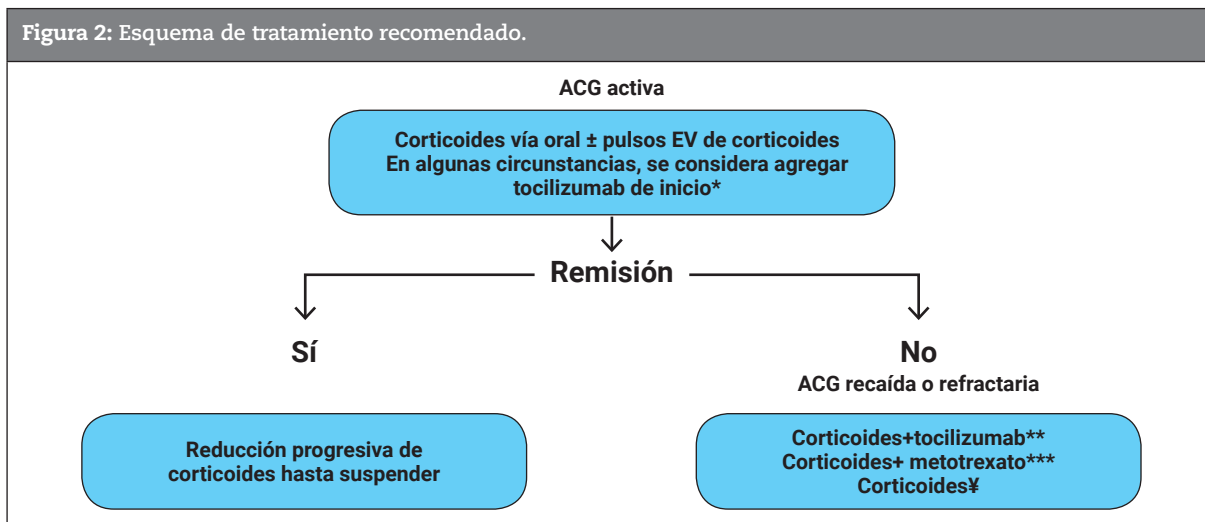 Figura 2: Esquema de tratamiento recomendado.
ACG activa
Corticoides vía oral ± pulsos EV de corticoides
En algunas circunstancias, se considera agregar
tocilizumab de inicio*
Remisión
Sí
No
ACG recaída o refractaria
Reducción progresiva de
corticoides hasta suspender
Corticoides+tocilizumab**
Corticoides+ metotrexato***
Corticoides¥